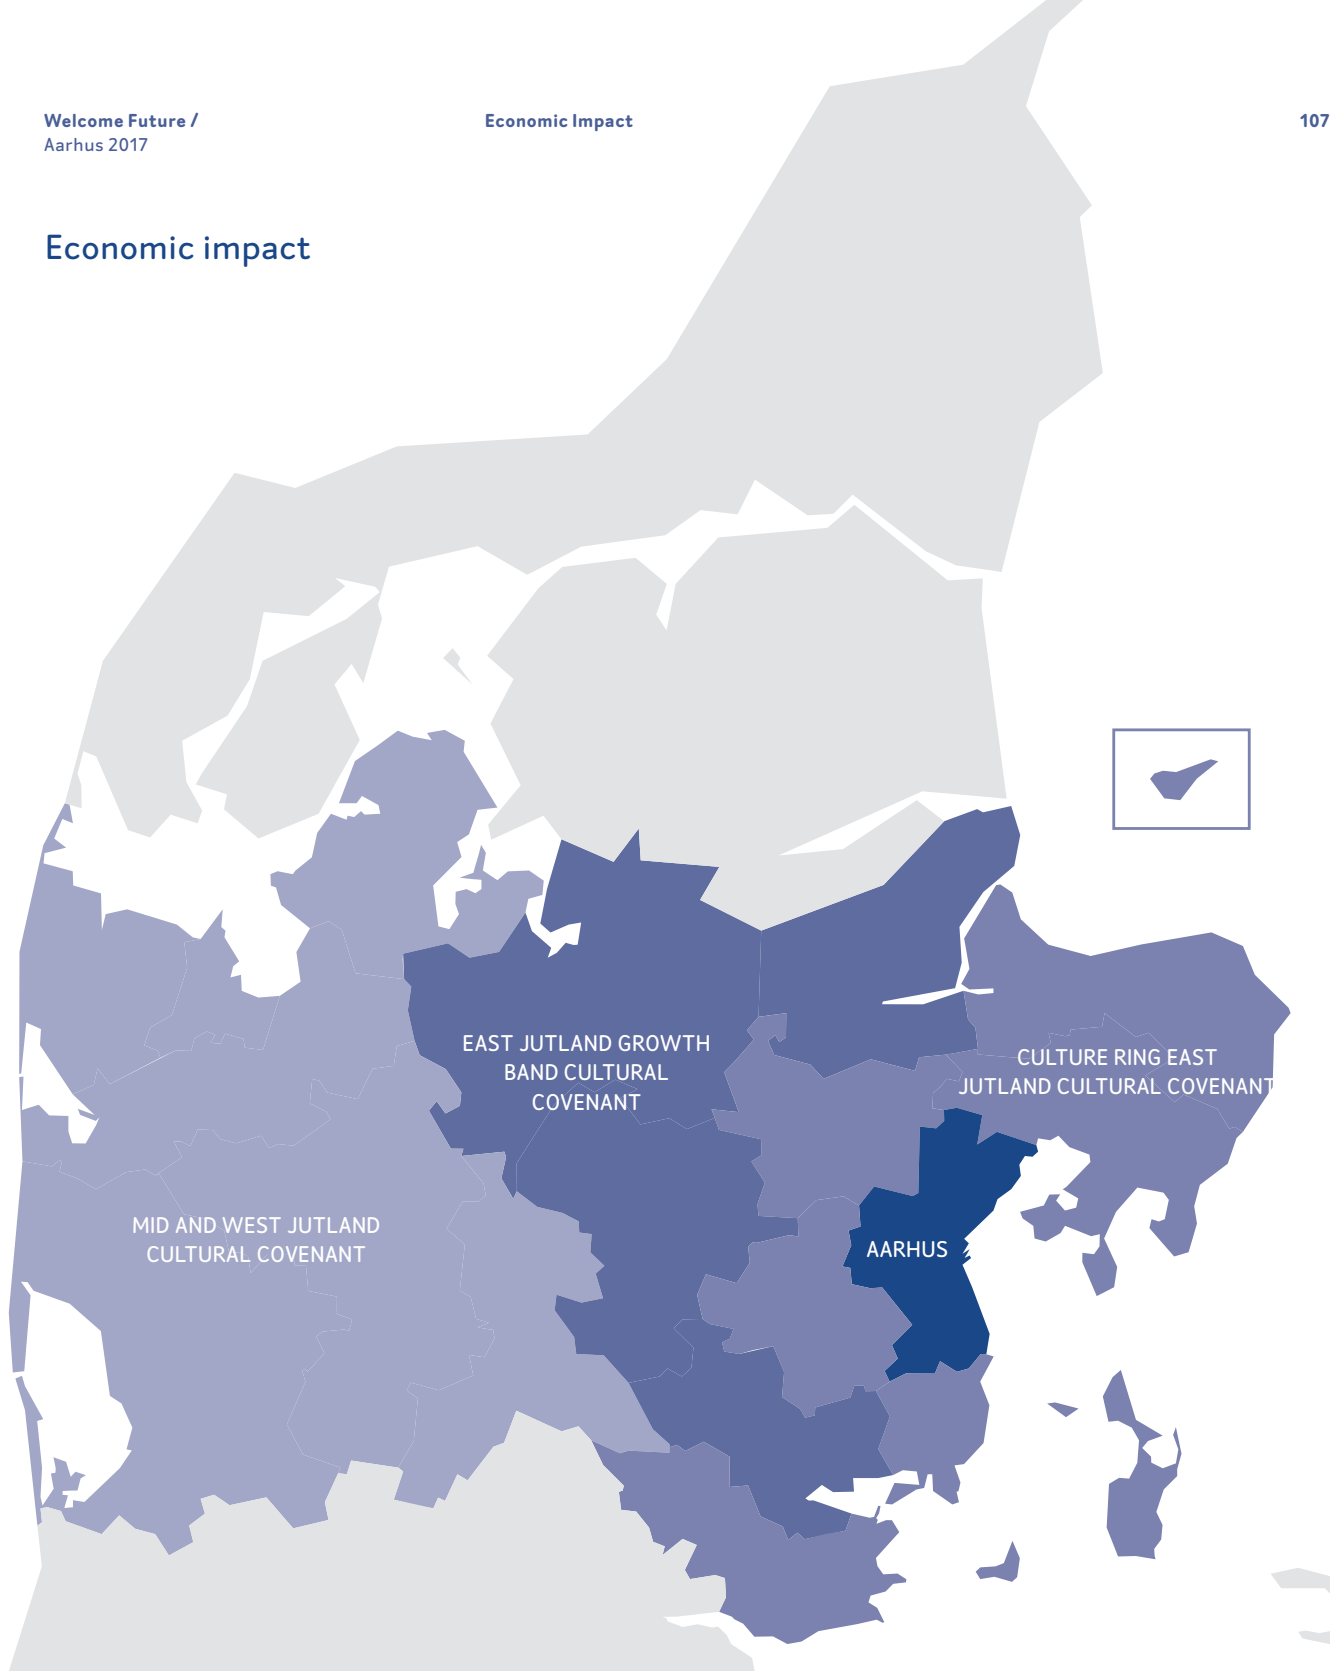 Welcome Future /
Aarhus 2017
Economic Impact
107
Economic impact
EAST JUTLAND GROWTH
BAND CULTURAL
COVENANT
CULTURE RING EAST
JUTLAND CULTURAL COVENANT
MID AND WEST JUTLAND
CULTURAL COVENANT
AARHUS